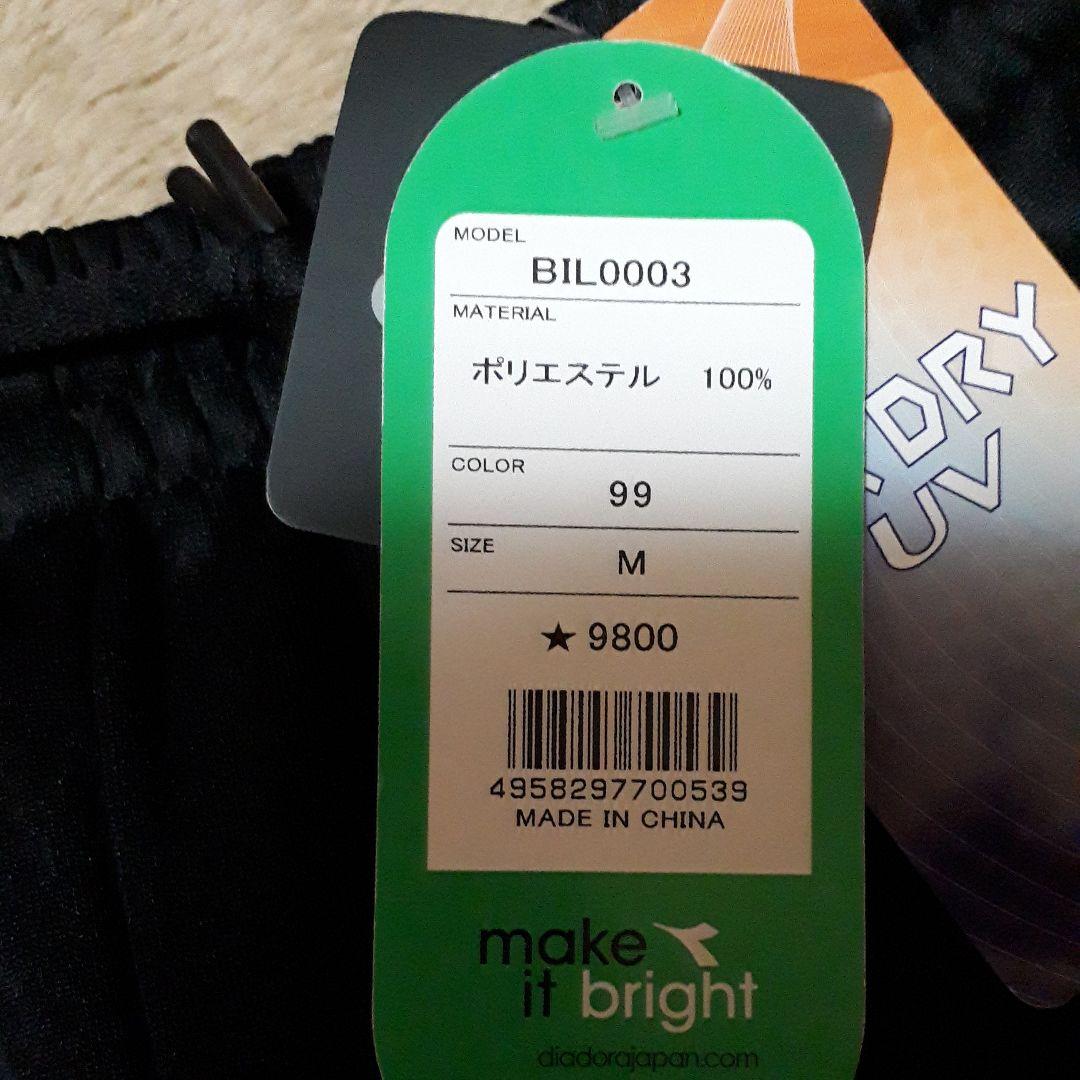 MODEL
BIL0003
MATERIAL
ポリエステル 100%
COLOR
99
SIZE
M
★ 9800
4958297700539
MADE IN CHINA
make
it bright
diadorajapan.com
DRY
UV